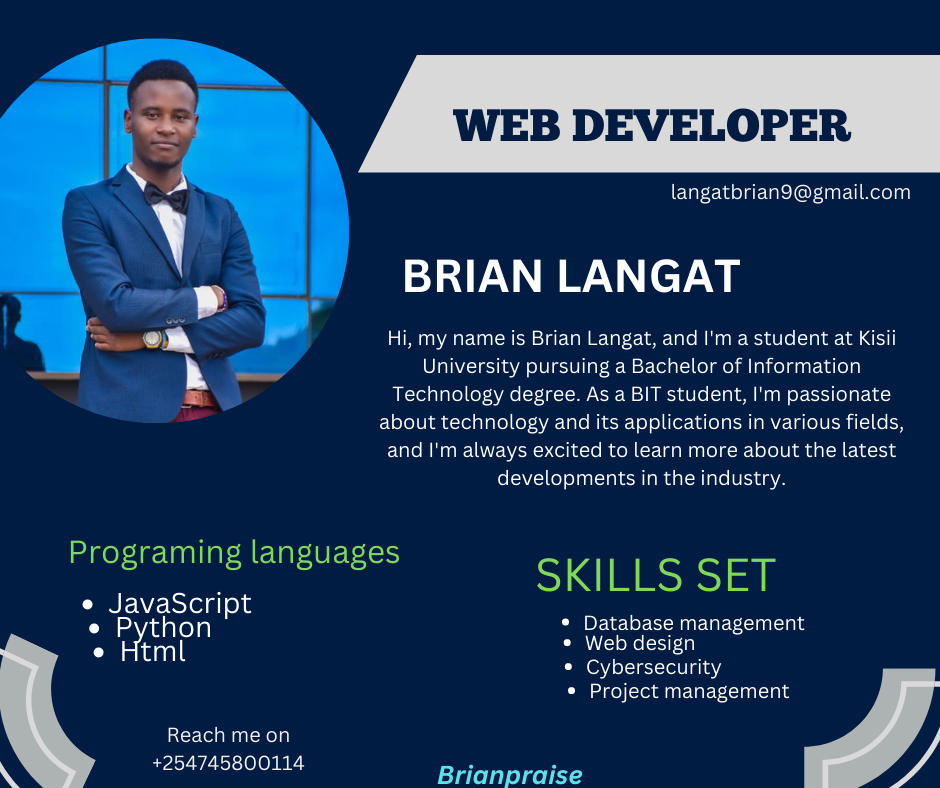 WEB DEVELOPER
langatbrian9@gmail.com
BRIAN LANGAT
Hi, my name is Brian Langat, and I'm a student at Kisii
University pursuing a Bachelor of Information
Technology degree. As a BIT student, I'm passionate
about technology and its applications in various fields,
and I'm always excited to learn more about the latest
developments in the industry.
Programing languages
• JavaScript
• Python
• Html
SKILLS SET
• Database management
• Web design
• Cybersecurity
• Project management
Reach me on
+254745800114
Brianpraise